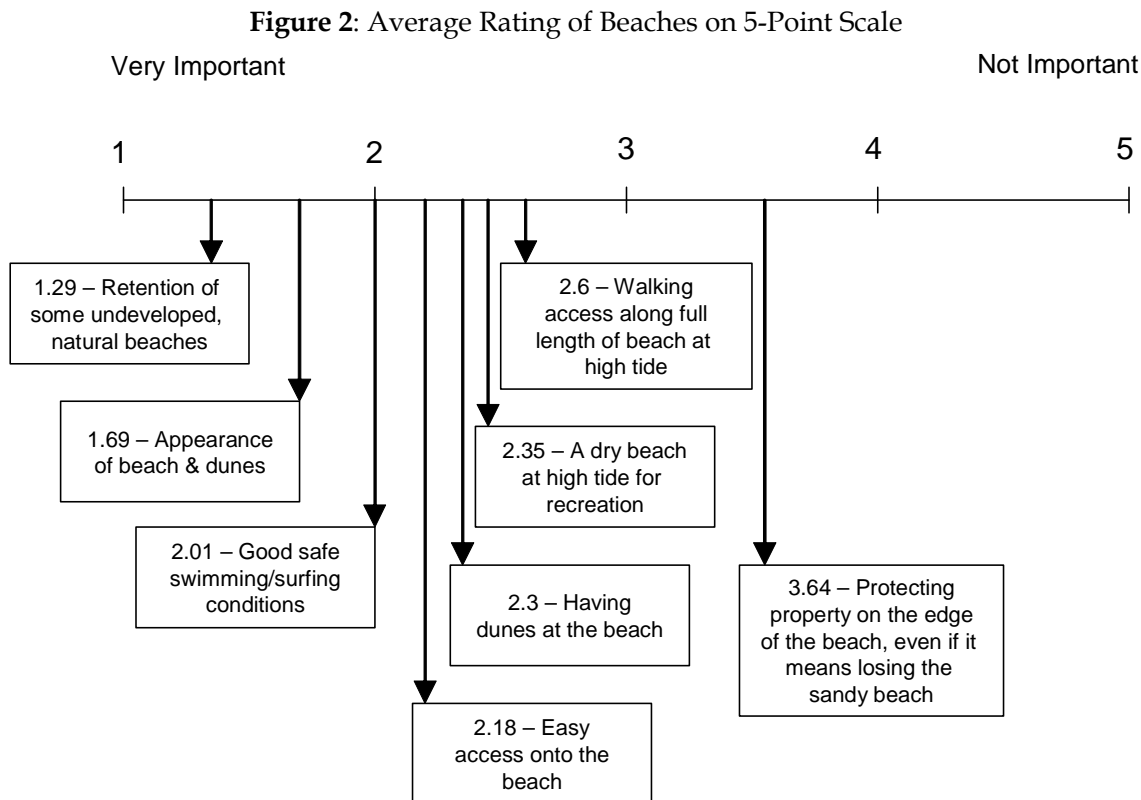 Figure 2: Average Rating of Beaches on 5-Point Scale
Very Important
Not Important
1
2
3
4
5
1.29 – Retention of
some undeveloped,
natural beaches
1.69 – Appearance
of beach & dunes
2.01 – Good safe
swimming/surfing
conditions
2.18 – Easy
access onto the
beach
2.3 – Having
dunes at the beach
2.35 – A dry beach
at high tide for
recreation
2.6 – Walking
access along full
length of beach at
high tide
3.64 – Protecting
property on the edge
of the beach, even if it
means losing the
sandy beach